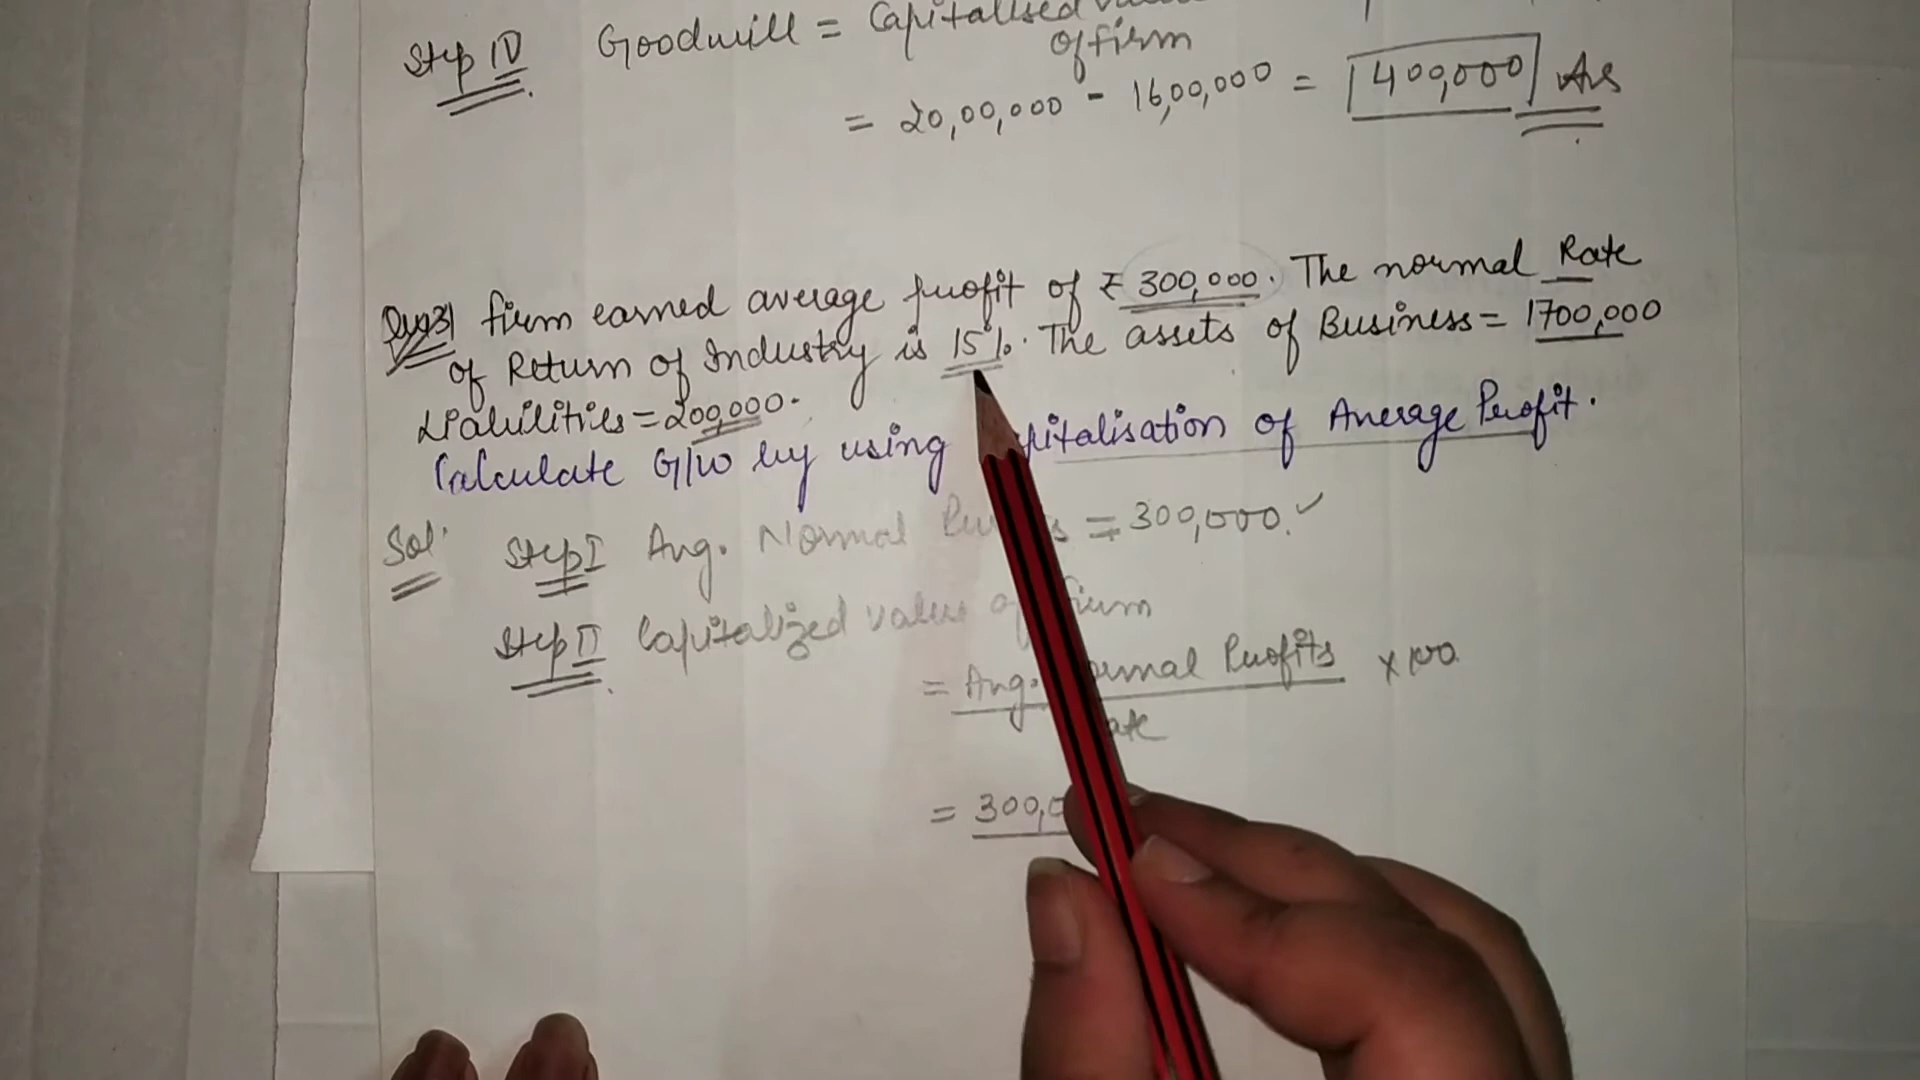 Step IV Goodwill = Capitalised
of firm
= 20,00,000 - 16,00,000 = 400,000 Ans
Ques3) firm earned average profit of ₹ 300,000. The normal Rate
of Return of Industry is 15%. The assets of Business = 1700,000
Liabilities = 200,000.
Calculate G/w by using of Average Profit.
Sol. Step I Avg. Normal = 300,000. ✓
Step II Capitalized value firm
= Avg. Profits x 100
= 300,0